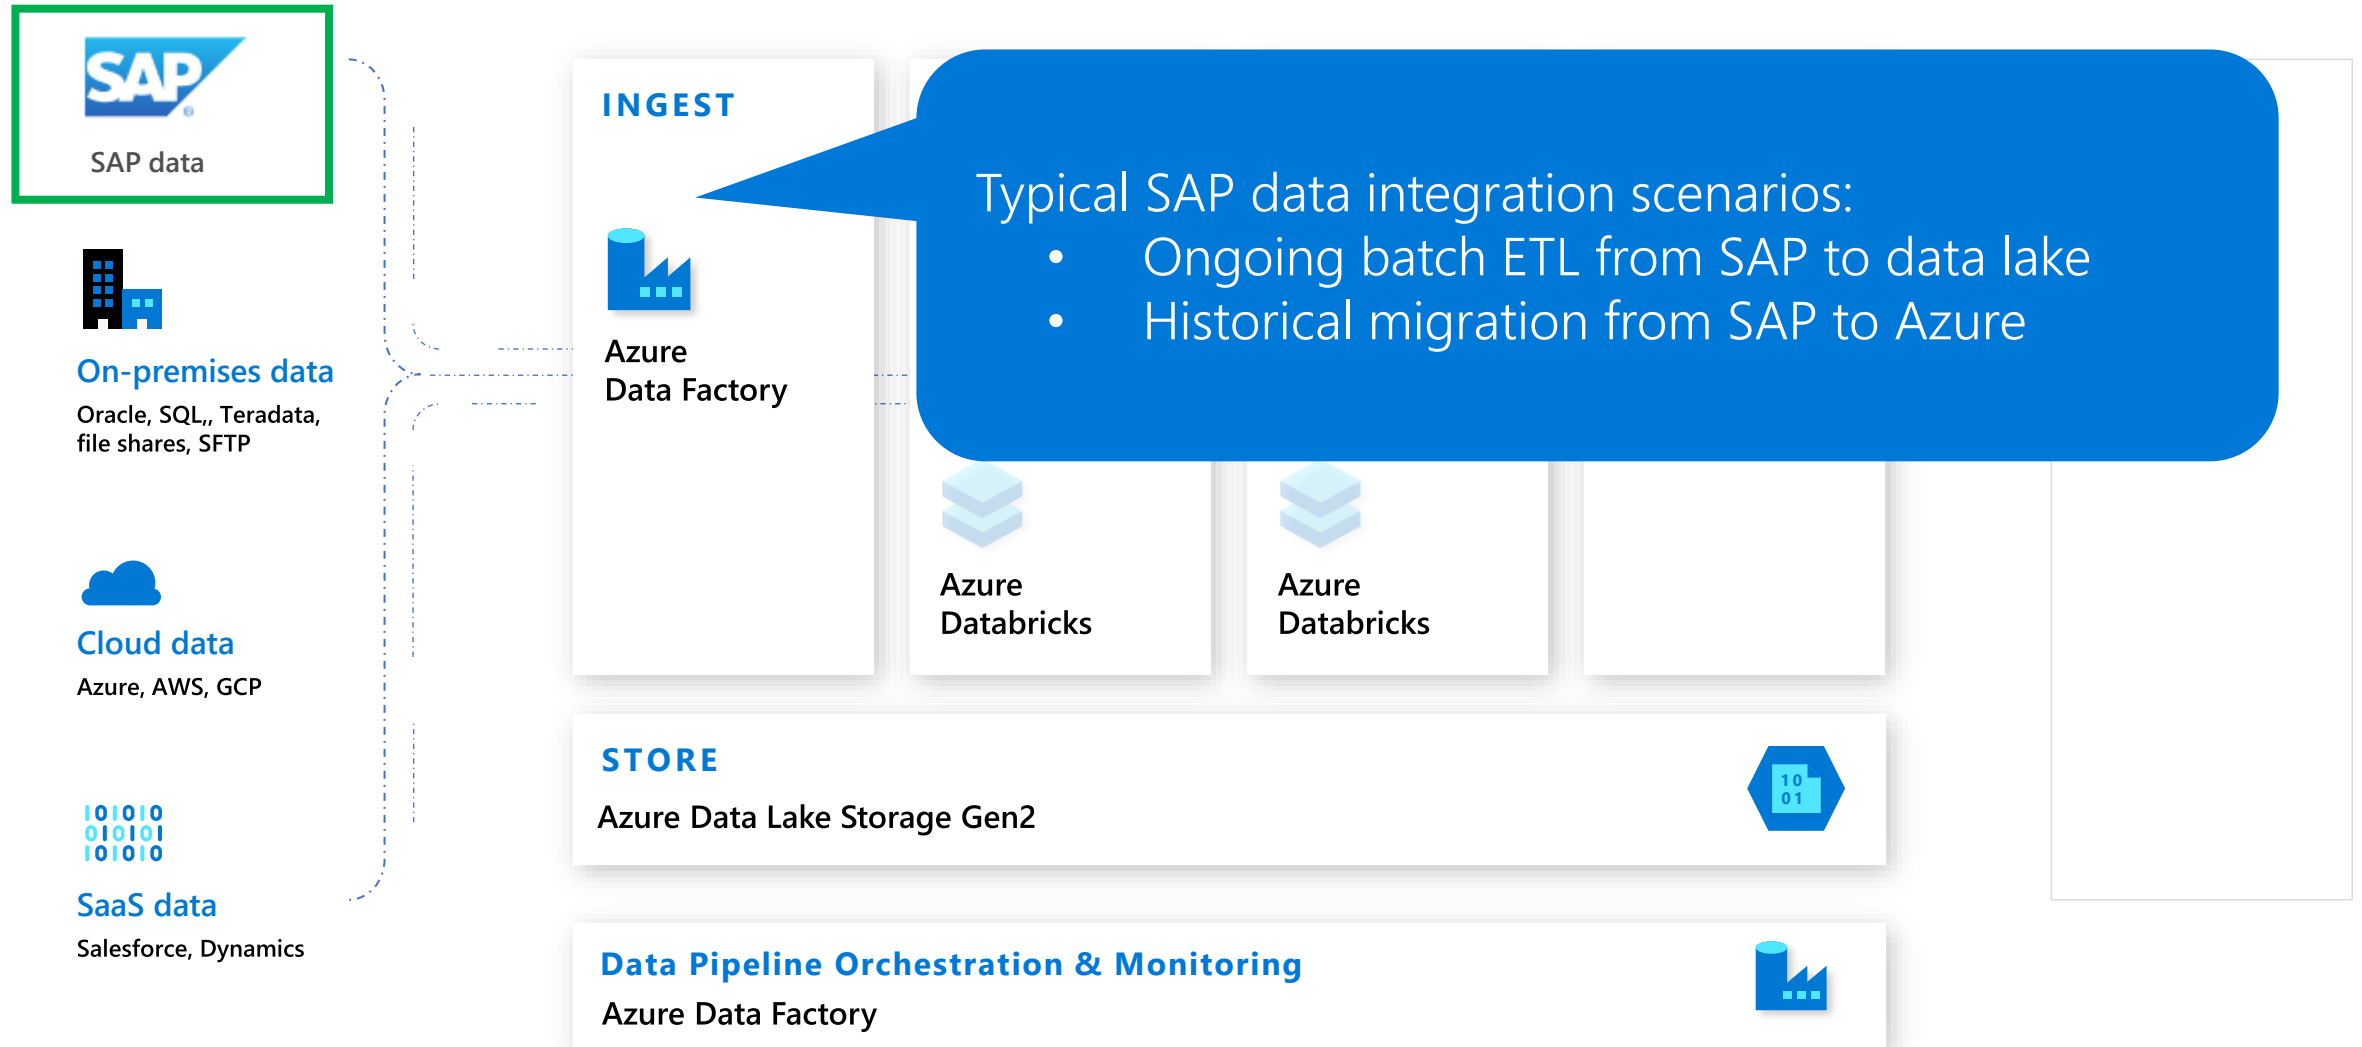 SAP
SAP data
On-premises data
Oracle, SQL,, Teradata,
file shares, SFTP
Cloud data
Azure, AWS, GCP
101010
010101
101010
SaaS data
Salesforce, Dynamics
INGEST
Azure
Data Factory
Typical SAP data integration scenarios:
• Ongoing batch ETL from SAP to data lake
• Historical migration from SAP to Azure
Azure
Databricks
Azure
Databricks
STORE
Azure Data Lake Storage Gen2
10
01
Data Pipeline Orchestration & Monitoring
Azure Data Factory